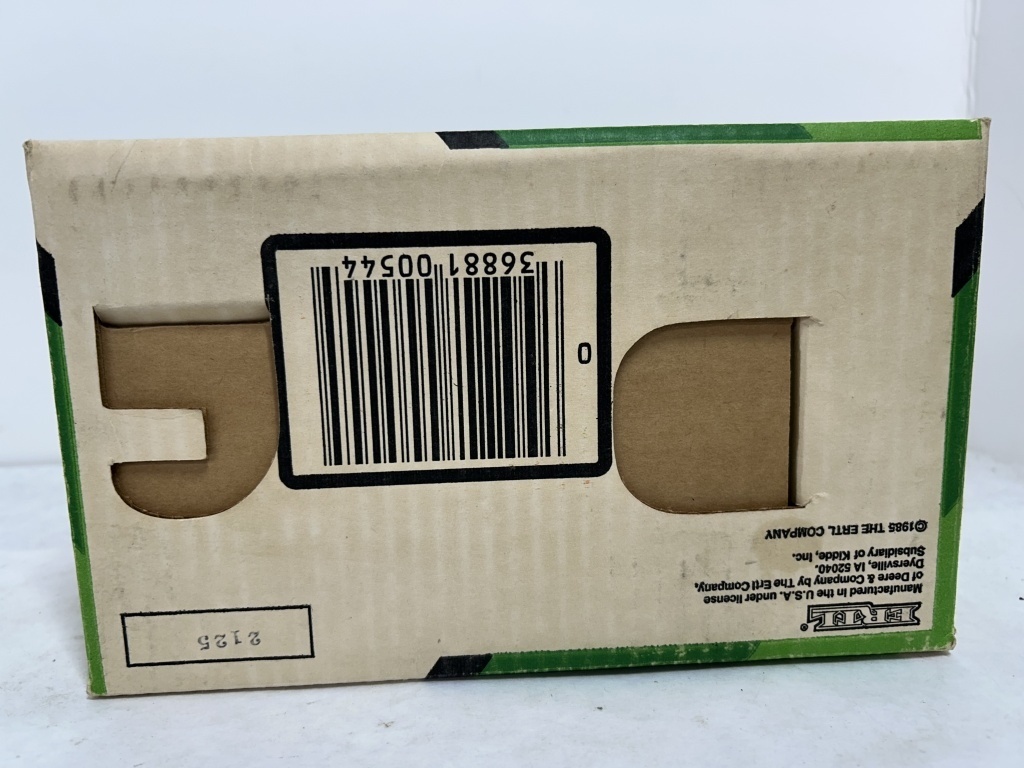 ERTL®
Manufactured in the U.S.A. under license
of Deere & Company by The Ertl Company,
Dyersville, IA 52040.
Subsidiary of Kidde, Inc.
©1985 THE ERTL COMPANY
0
36881 00544
2125